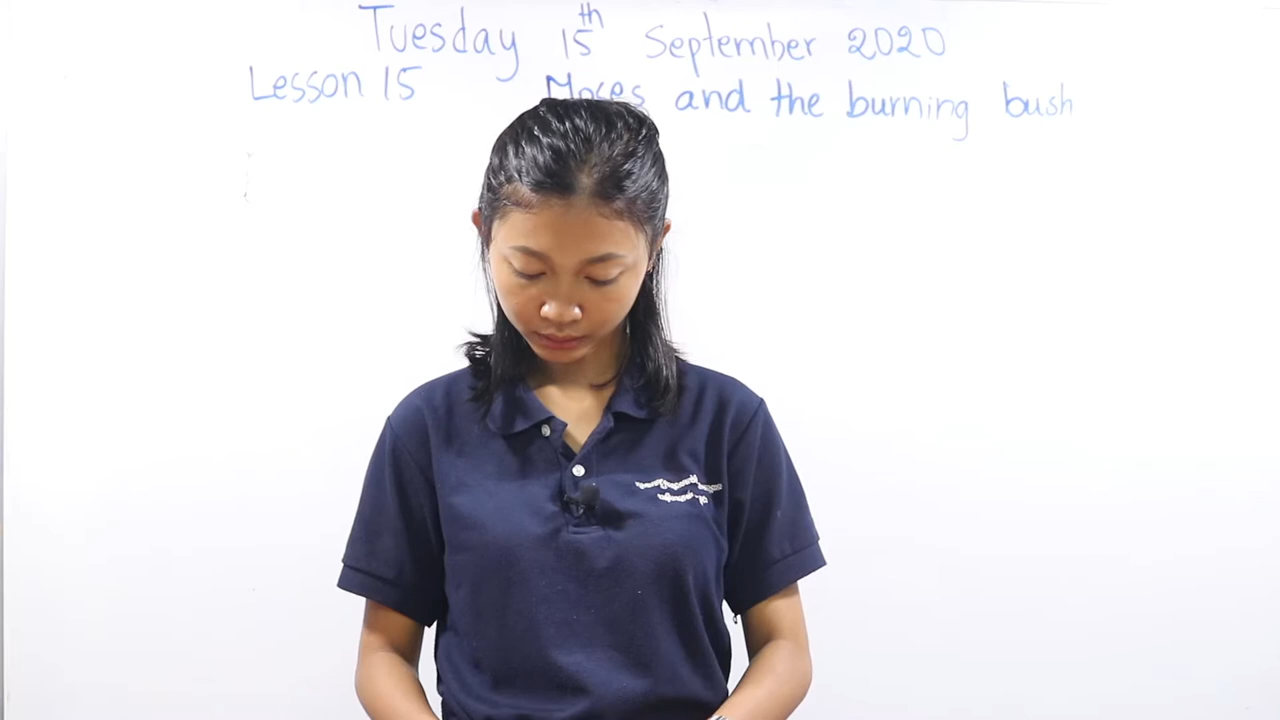 Tuesday 15th September 2020
Lesson 15 Moses and the burning bush